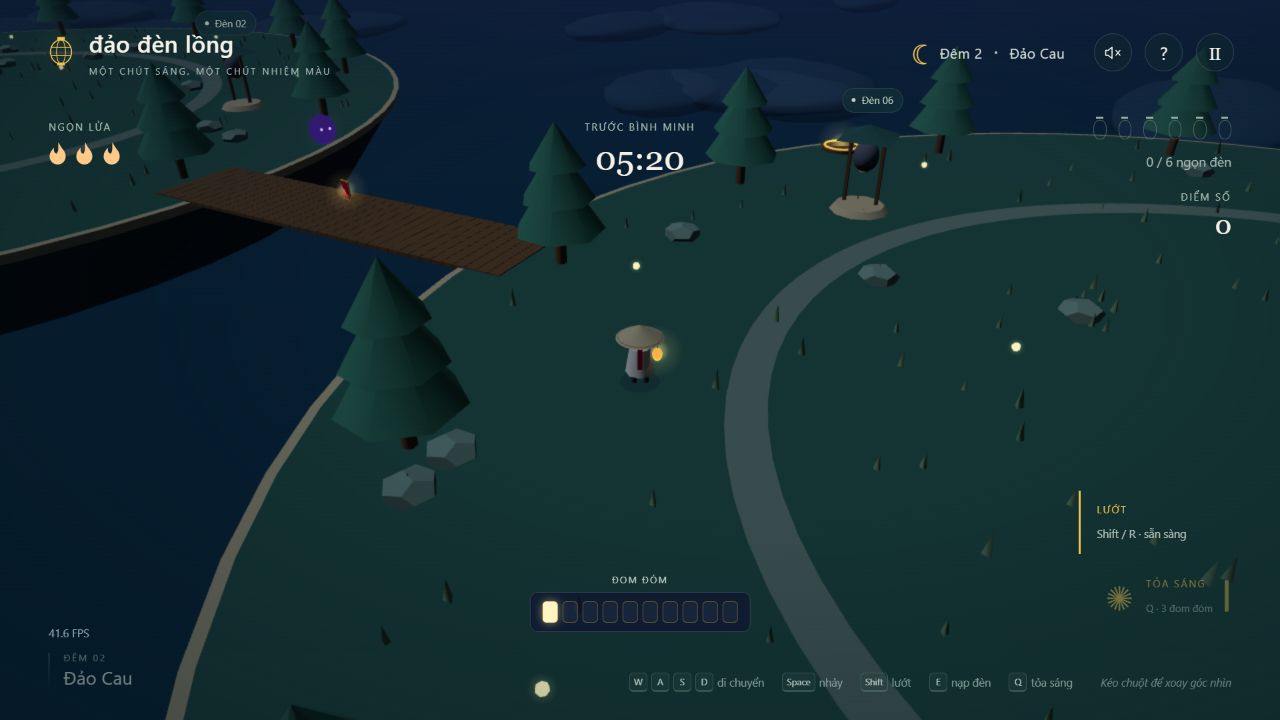 Đèn 02
đảo đèn lồng
MỘT CHÚT SÁNG, MỘT CHÚT NHIỆM MÀU
Đêm 2 · Đảo Cau
?
II
NGỌN LỬA
TRƯỚC BÌNH MINH
05:20
Đèn 06
0 / 6 ngọn đèn
ĐIỂM SỐ
0
LƯỚT
Shift / R · sẵn sàng
TỎA SÁNG
Q · 3 đom đóm
ĐOM ĐÓM
41.6 FPS
ĐÊM 02
Đảo Cau
W A S D di chuyển Space nhảy Shift lướt E nạp đèn Q tỏa sáng Kéo chuột để xoay góc nhìn